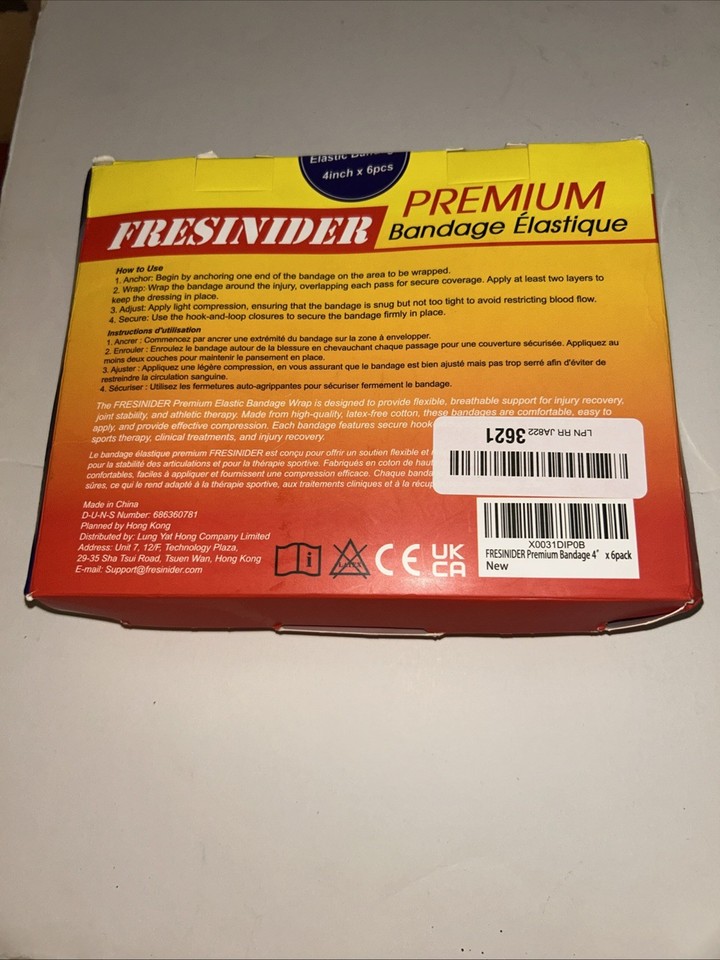 Elastic
4inch x 6pcs
FRESINIDER
PREMIUM
Bandage Élastique
How to Use
1. Anchor: Begin by anchoring one end of the bandage on the area to be wrapped.
2. Wrap: Wrap the bandage around the injury, overlapping each pass for secure coverage. Apply at least two layers to
keep the dressing in place.
3. Adjust: Apply light compression, ensuring that the bandage is snug but not too tight to avoid restricting blood flow.
4. Secure: Use the hook-and-loop closures to secure the bandage firmly in place.
Instructions d'utilisation
1. Ancrer : Commencez par ancrer une extrémité du bandage sur la zone à envelopper.
2. Enrouler : Enroulez le bandage autour de la blessure en chevauchant chaque passage pour une couverture sécurisée. Appliquez au
moins deux couches pour maintenir le pansement en place.
3. Ajuster : Appliquez une légère compression, en vous assurant que le bandage est bien ajusté mais pas trop serré afin d'éviter de
restreindre la circulation sanguine.
4. Sécuriser : Utilisez les fermetures auto-agrippantes pour sécuriser fermement le bandage.
The FRESINIDER Premium Elastic Bandage Wrap is designed to provide flexible, breathable support for injury recovery,
joint stability, and athletic therapy. Made from high-quality, latex-free cotton, these bandages are comfortable, easy to
apply, and provide effective compression. Each bandage features secure hook
sports therapy, clinical treatments, and injury recovery.
Le bandage élastique premium FRESINIDER est conçu pour offrir un soutien flexible et
pour la stabilité des articulations et pour la thérapie sportive. Fabriqués en coton de haut
confortables, faciles à appliquer et fournissent une compression efficace. Chaque banda
sûres, ce qui le rend adapté à la thérapie sportive, aux traitements cliniques et à la récup
LPN RR JA822 3621
Made in China
D-U-N-S Number: 686360781
Planned by Hong Kong
Distributed by: Lung Yat Hong Company Limited
Address: Unit 7, 12/F, Technology Plaza,
29-35 Sha Tsui Road, Tsuen Wan, Hong Kong
E-mail: Support@fresinider.com
LATEX
CE
UK
CA
X0031DIP0B
FRESINIDER Premium Bandage 4" x 6pack
New